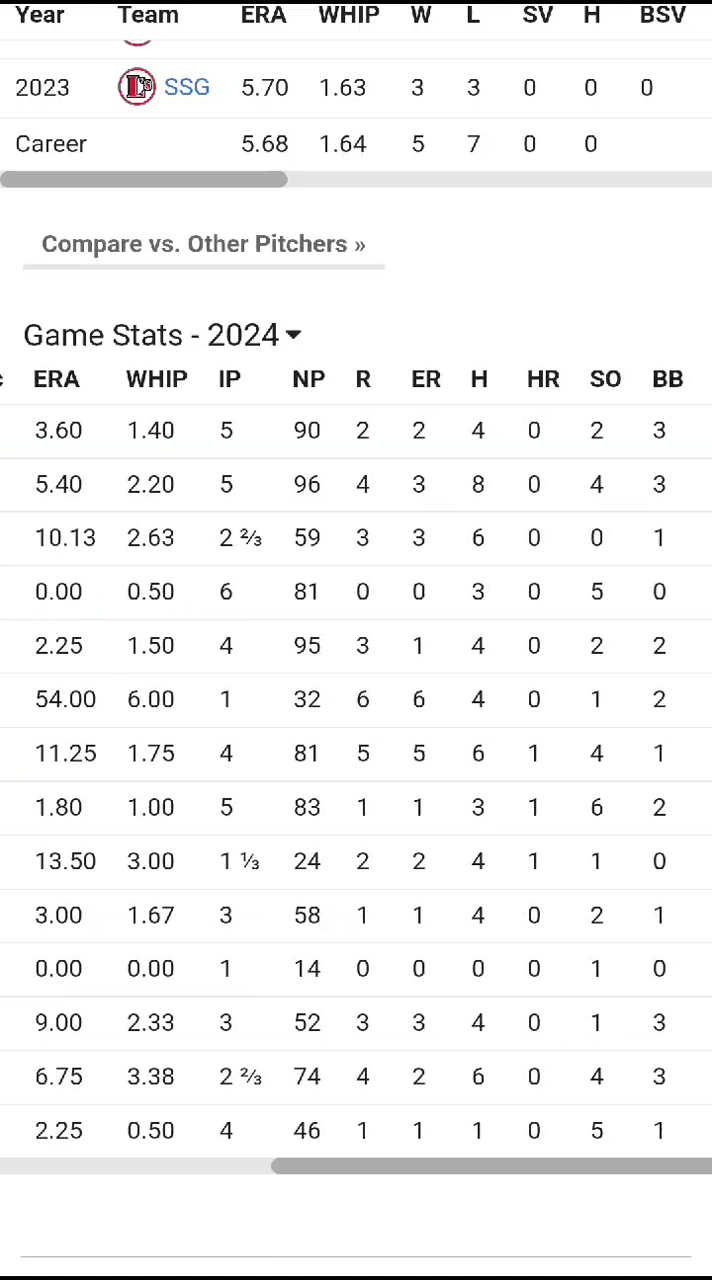 Year Team ERA WHIP W L SV H BSV
2023 SSG 5.70 1.63 3 3 0 0 0
Career 5.68 1.64 5 7 0 0
Compare vs. Other Pitchers »
Game Stats - 2024
ERA WHIP IP NP R ER H HR SO BB
3.60 1.40 5 90 2 2 4 0 2 3
5.40 2.20 5 96 4 3 8 0 4 3
10.13 2.63 2 ⅔ 59 3 3 6 0 0 1
0.00 0.50 6 81 0 0 3 0 5 0
2.25 1.50 4 95 3 1 4 0 2 2
54.00 6.00 1 32 6 6 4 0 1 2
11.25 1.75 4 81 5 5 6 1 4 1
1.80 1.00 5 83 1 1 3 1 6 2
13.50 3.00 1 ⅓ 24 2 2 4 1 1 0
3.00 1.67 3 58 1 1 4 0 2 1
0.00 0.00 1 14 0 0 0 0 1 0
9.00 2.33 3 52 3 3 4 0 1 3
6.75 3.38 2 ⅔ 74 4 2 6 0 4 3
2.25 0.50 4 46 1 1 1 0 5 1